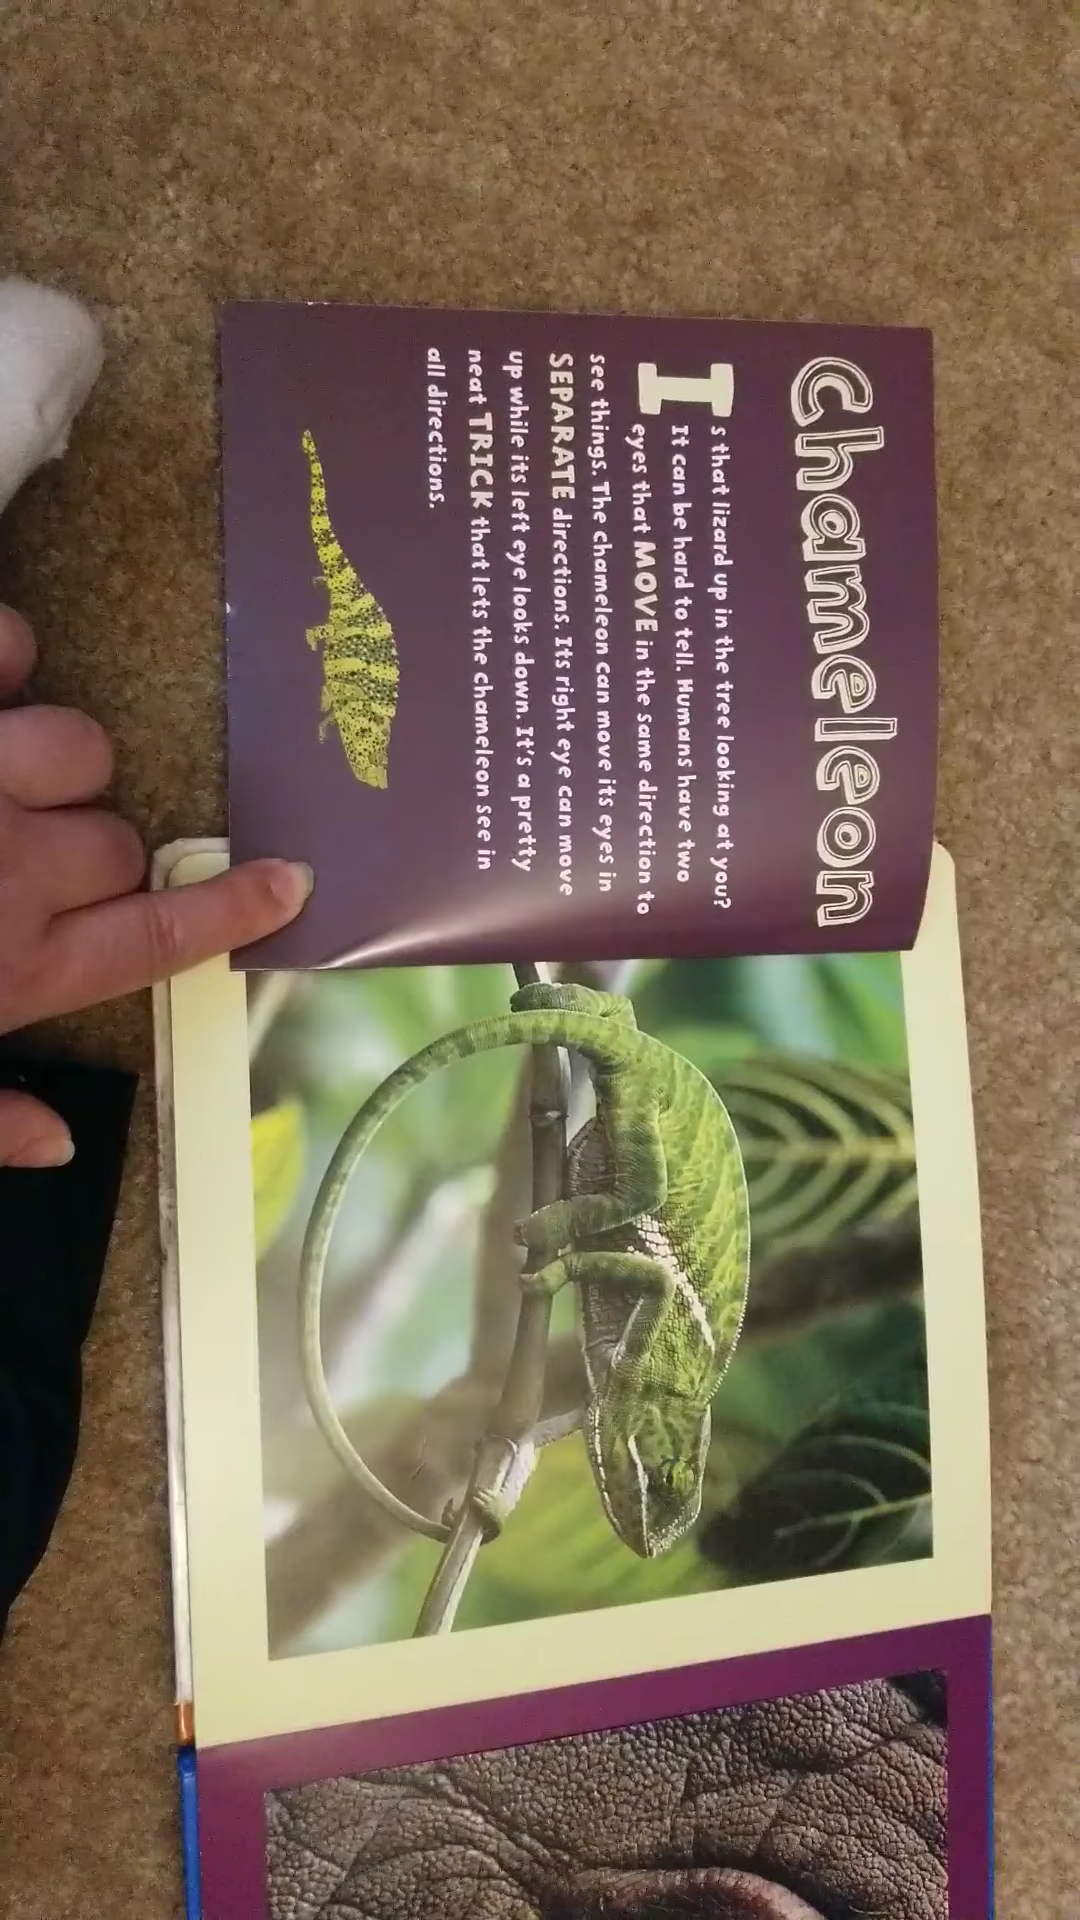 Chameleon
Is that lizard up in the tree looking at you?
It can be hard to tell. Humans have two
eyes that MOVE in the same direction to
see things. The chameleon can move its eyes in
SEPARATE directions. Its right eye can move
up while its left eye looks down. It's a pretty
neat TRICK that lets the chameleon see in
all directions.